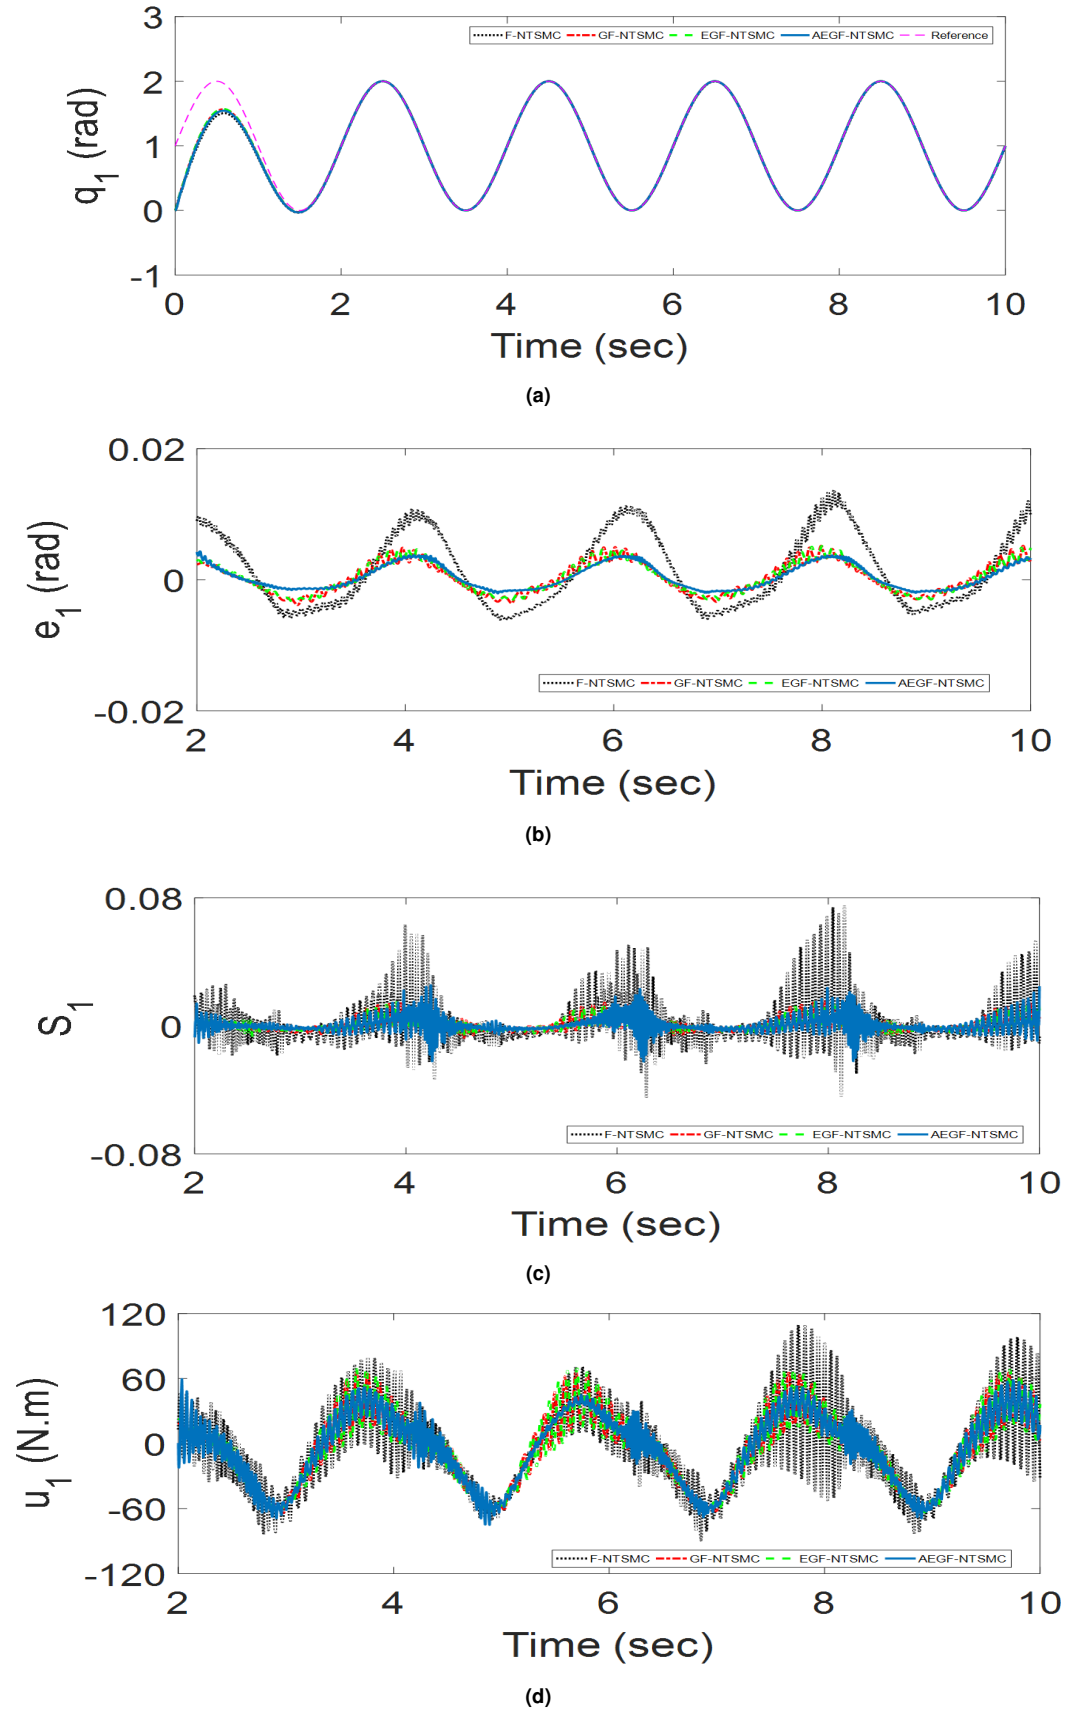 3
2
1
0
-1
q1 (rad)
F-NTSMC GF-NTSMC EGF-NTSMC AEGF-NTSMC Reference
0 2 4 6 8 10
Time (sec)
(a)
0.02
0
-0.02
e1 (rad)
F-NTSMC GF-NTSMC EGF-NTSMC AEGF-NTSMC
2 4 6 8 10
Time (sec)
(b)
0.08
0
-0.08
S1
F-NTSMC GF-NTSMC EGF-NTSMC AEGF-NTSMC
2 4 6 8 10
Time (sec)
(c)
120
60
0
-60
-120
u1 (N.m)
F-NTSMC GF-NTSMC EGF-NTSMC AEGF-NTSMC
2 4 6 8 10
Time (sec)
(d)